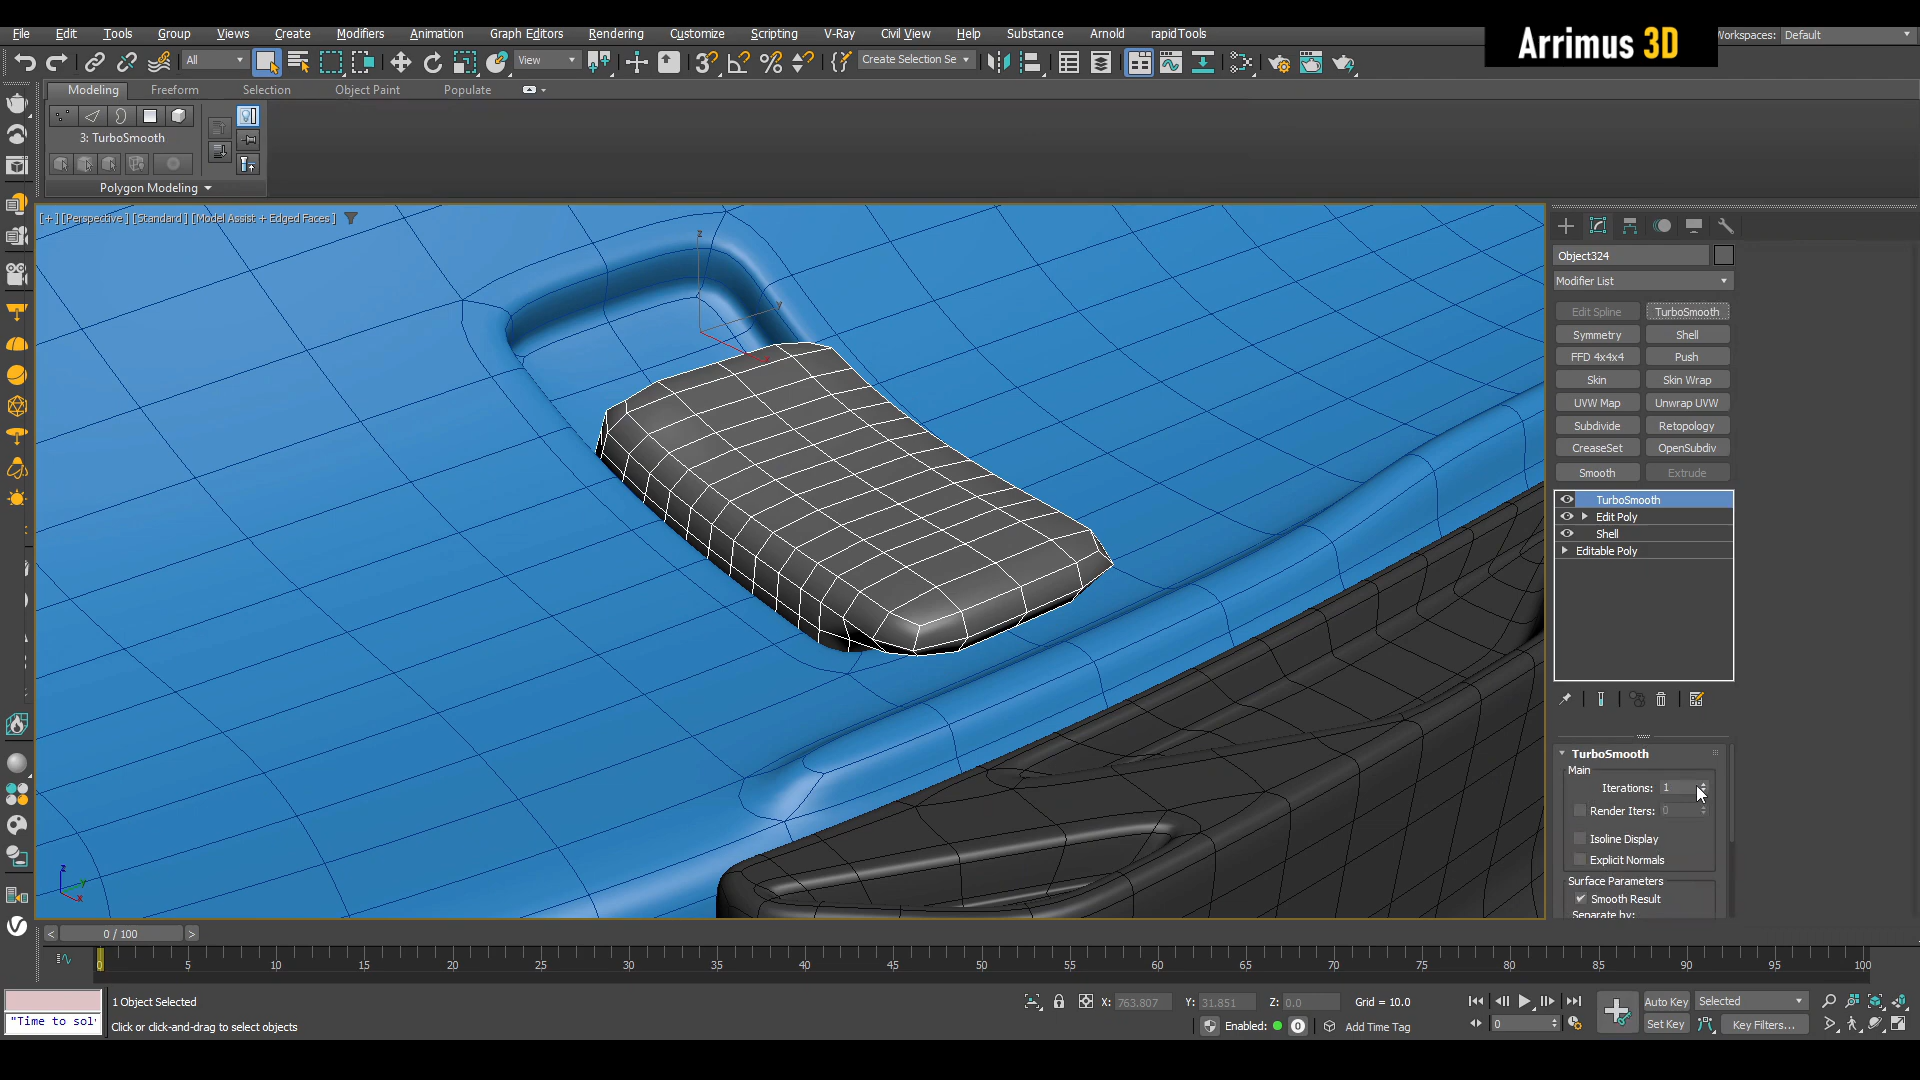 File Edit Tools Group Views Create Modifiers Animation Graph Editors Rendering Customize Scripting V-Ray Civil View Help Substance Arnold rapidTools
Arrimus 3D
Workspaces: Default
All View Create Selection Se
Modeling Freeform Selection Object Paint Populate
3: TurboSmooth
Polygon Modeling
[+] [Perspective] [Standard] [Model Assist + Edged Faces]
z
y
x
Object324
Modifier List
Edit Spline TurboSmooth
Symmetry Shell
FFD 4x4x4 Push
Skin Skin Wrap
UVW Map Unwrap UVW
Subdivide Retopology
CreaseSet OpenSubdiv
Smooth Extrude
TurboSmooth
Edit Poly
Shell
Editable Poly
TurboSmooth
Main
Iterations: 1
Render Iters: 0
Isoline Display
Explicit Normals
Surface Parameters
Smooth Result
Separate by:
z
y
x
< 0 / 100 >
0 5 10 15 20 25 30 35 40 45 50 55 60 65 70 75 80 85 90 95 100
1 Object Selected
X: 763.807 Y: 31.851 Z: 0.0 Grid = 10.0
Auto Key Selected
"Time to sol
Click or click-and-drag to select objects
Enabled: 0 Add Time Tag
0
Set Key Key Filters...